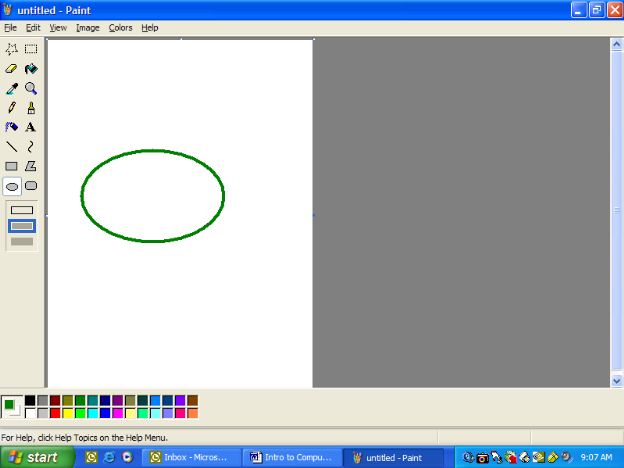 untitled - Paint
File Edit View Image Colors Help
A
For Help, click Help Topics on the Help Menu.
start Inbox - Micros... Intro to Compu... untitled - Paint 9:07 AM